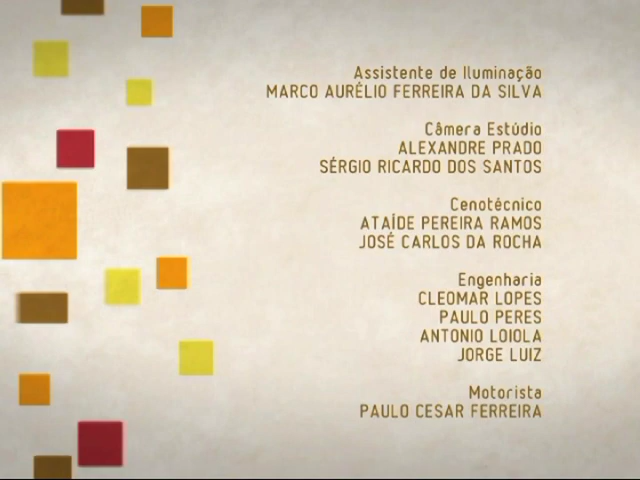 Assistente de Iluminação
MARCO AURÉLIO FERREIRA DA SILVA
Câmera Estúdio
ALEXANDRE PRADO
SÉRGIO RICARDO DOS SANTOS
Cenotécnico
ATAÍDE PEREIRA RAMOS
JOSÉ CARLOS DA ROCHA
Engenharia
CLEOMAR LOPES
PAULO PERES
ANTONIO LOIOLA
JORGE LUIZ
Motorista
PAULO CESAR FERREIRA